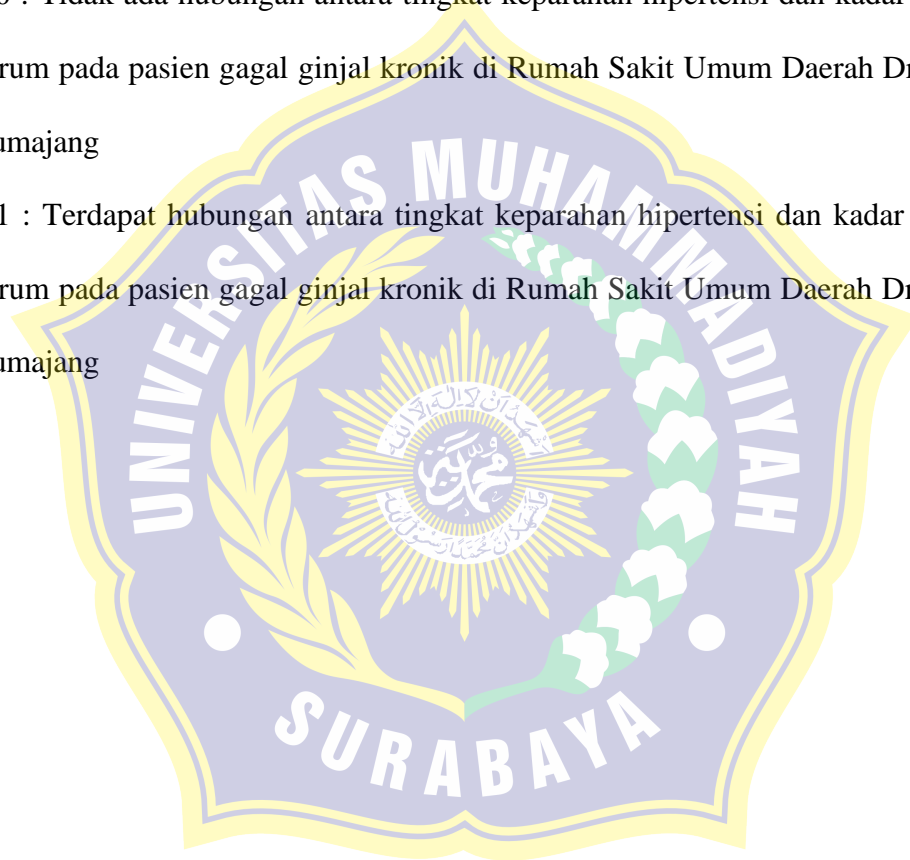 : Tidak ada hubungan antara tingkat keparahan hipertensi dan kadar
rum pada pasien gagal ginjal kronik di Rumah Sakit Umum Daerah Dr
umajang
1 : Terdapat hubungan antara tingkat keparahan hipertensi dan kadar
rum pada pasien gagal ginjal kronik di Rumah Sakit Umum Daerah Dr
umajang
UNIVERSITAS MUHAMMADIYAH
SURABAYA